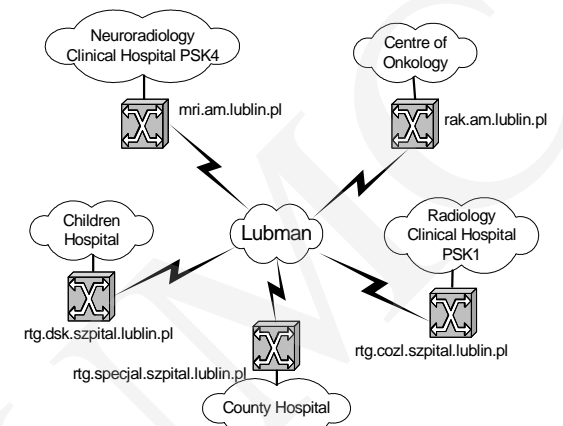 Neuroradiology
Clinical Hospital PSK4
Centre of
Onkology
mri.am.lublin.pl
rak.am.lublin.pl
Children
Hospital
Lubman
Radiology
Clinical Hospital
PSK1
rtg.dsk.szpital.lublin.pl
rtg.cozl.szpital.lublin.pl
rtg.specjal.szpital.lublin.pl
County Hospital